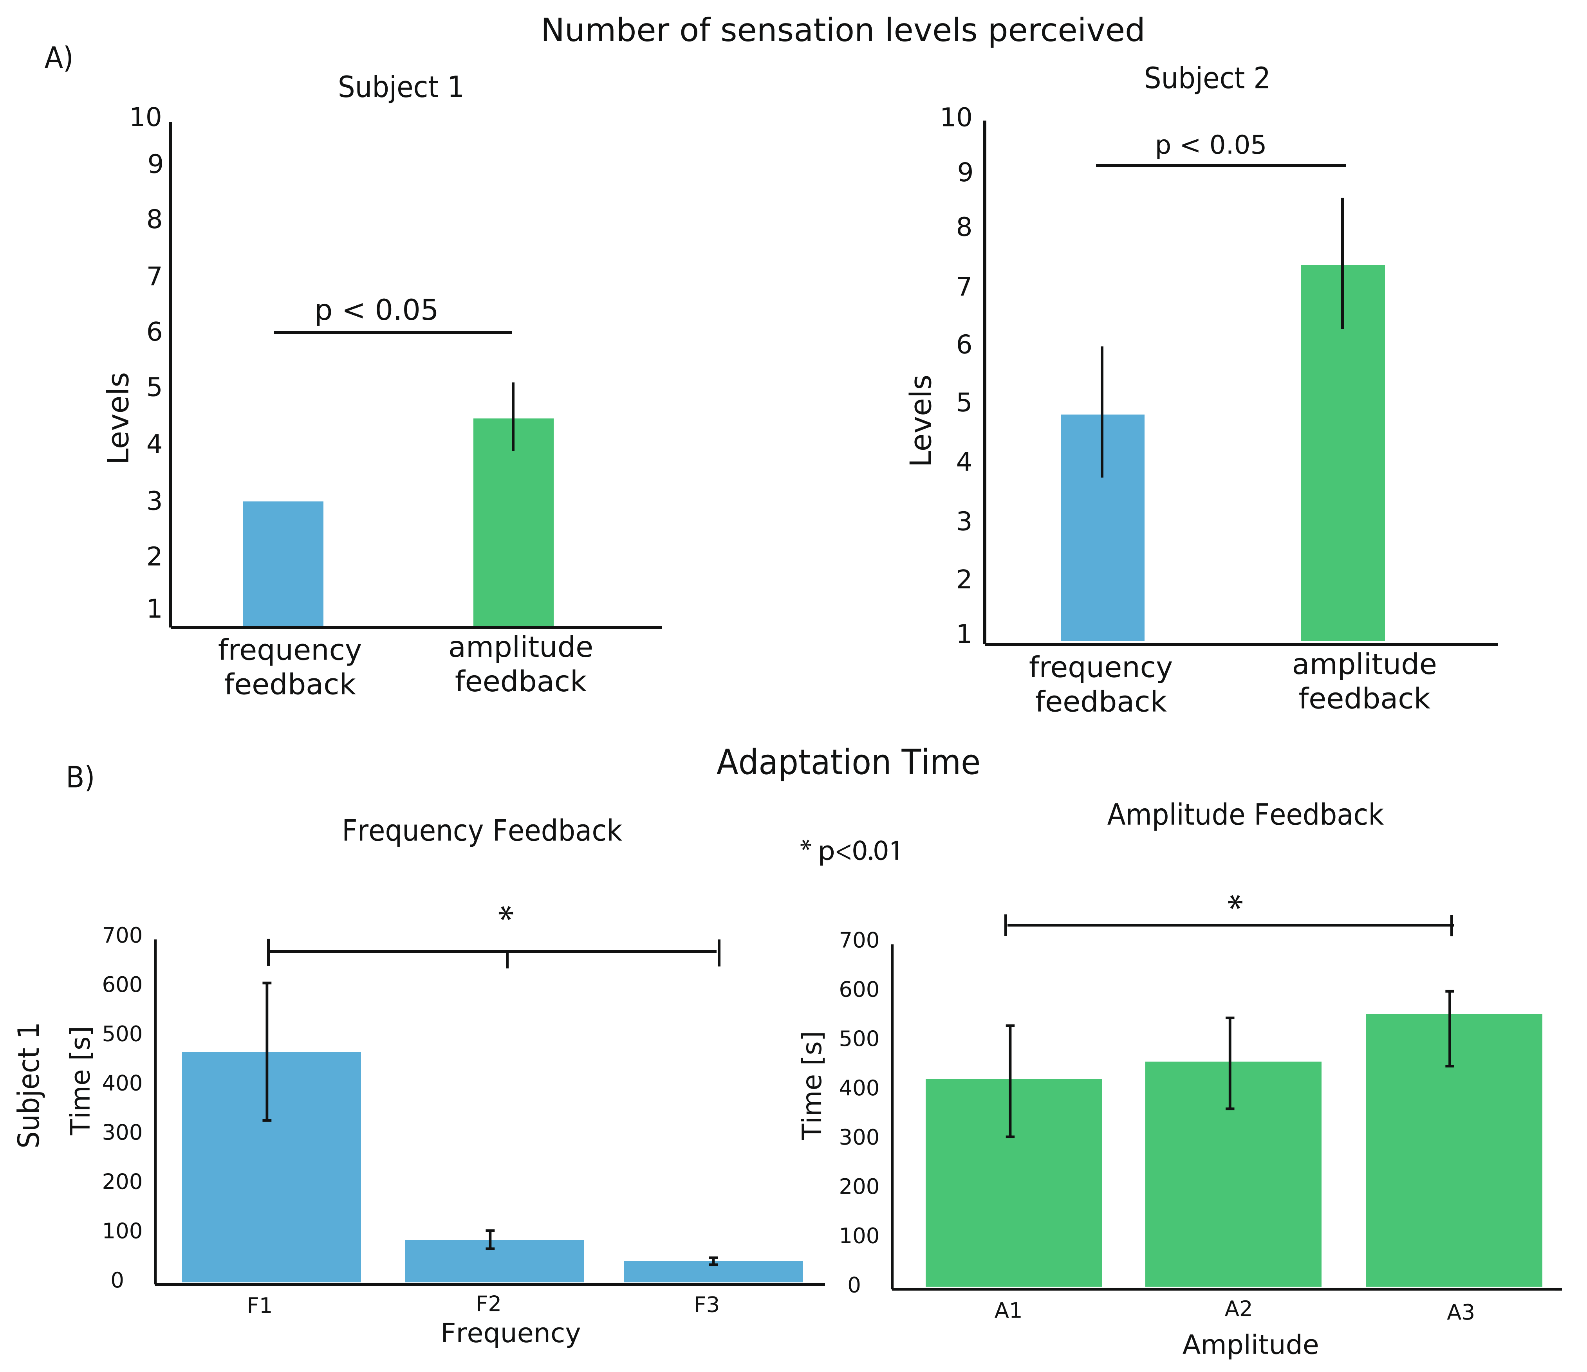 Number of sensation levels perceived
A)
Subject 1
10
9
8
7
6
5
4
3
2
1
Levels
p < 0.05
frequency
feedback
amplitude
feedback
Subject 2
10
9
8
7
6
5
4
3
2
1
Levels
p < 0.05
frequency
feedback
amplitude
feedback
Adaptation Time
B)
Frequency Feedback
* p<0.01
Subject 1
Time [s]
700
600
500
400
300
200
100
0
*
F1
F2
F3
Frequency
Amplitude Feedback
Time [s]
700
600
500
400
300
200
100
0
*
A1
A2
A3
Amplitude